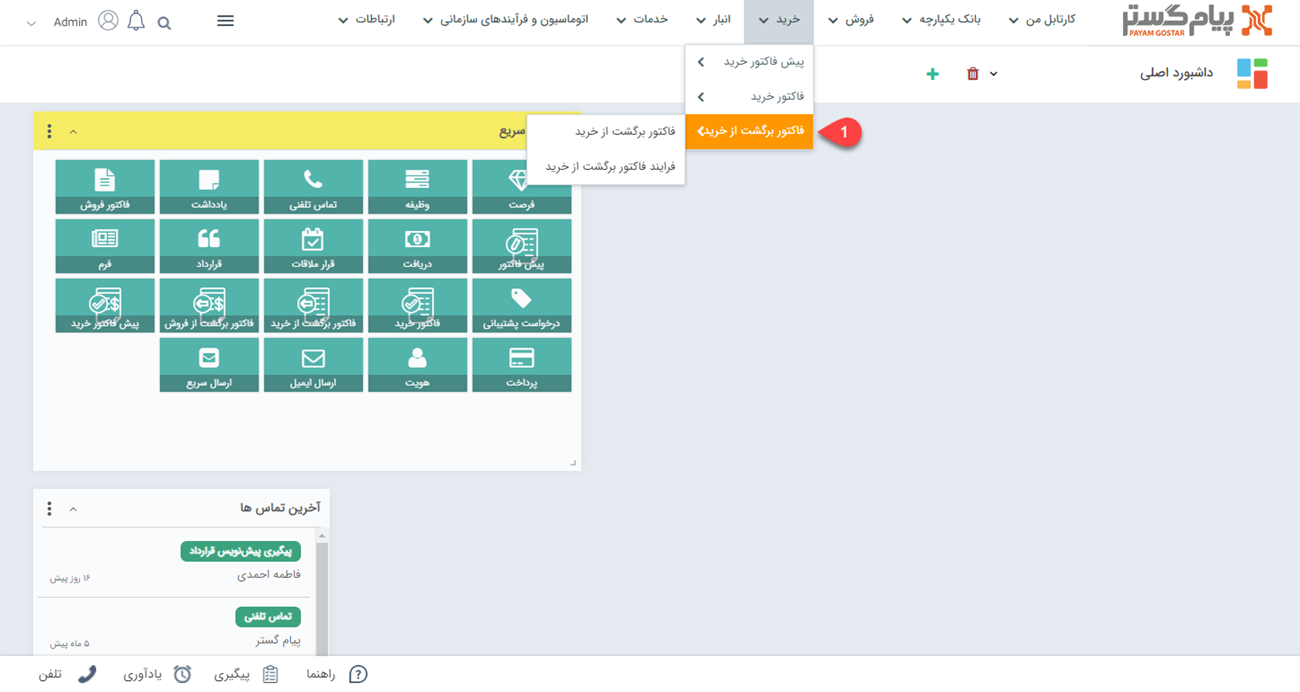 پیام گستر
PAYAM GOSTAR
کارتابل من
بانک یکپارچه
فروش
خرید
انبار
خدمات
اتوماسیون و فرآیندهای سازمانی
ارتباطات
Admin
داشبورد اصلی
پیش فاکتور خرید
فاکتور خرید
فاکتور برگشت از خرید
1
فاکتور برگشت از خرید
فرایند فاکتور برگشت از خرید
سریع
فرصت
وظیفه
تماس تلفنی
یادداشت
فاکتور فروش
پیش فاکتور
دریافت
قرار ملاقات
قرارداد
فرم
درخواست پشتیبانی
فاکتور خرید
فاکتور برگشت از خرید
فاکتور برگشت از فروش
پیش فاکتور خرید
پرداخت
هویت
ارسال ایمیل
ارسال سریع
آخرین تماس ها
پیگیری پیش‌نویس قرارداد
فاطمه احمدی
۱۶ روز پیش
تماس تلفنی
پیام گستر
۵ ماه پیش
راهنما
پیگیری
یادآوری
تلفن